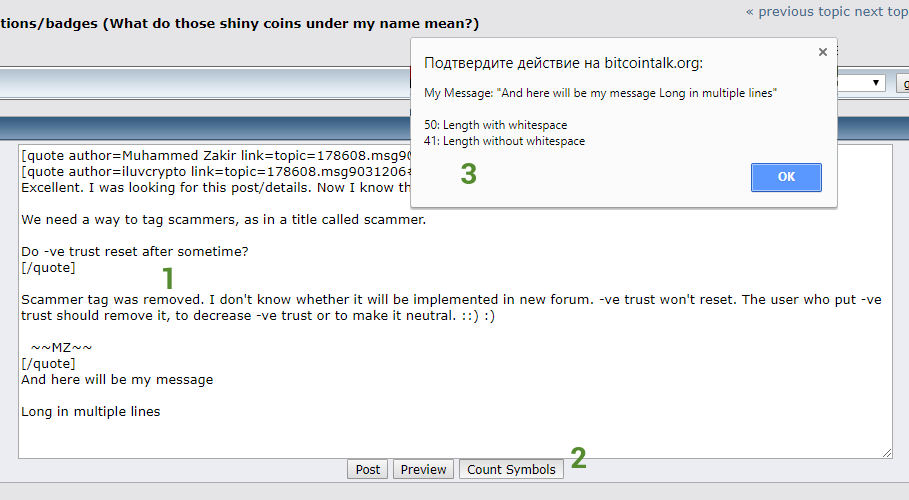 « previous topic next top
tions/badges (What do those shiny coins under my name mean?)
Подтвердите действие на bitcointalk.org:
My Message: "And here will be my message Long in multiple lines"
50: Length with whitespace
41: Length without whitespace
3
OK
[quote author=Muhammed Zakir link=topic=178608.msg90
[quote author=iluvcrypto link=topic=178608.msg9031206#
Excellent. I was looking for this post/details. Now I know th
We need a way to tag scammers, as in a title called scammer.
Do -ve trust reset after sometime?
[/quote]
1
Scammer tag was removed. I don't know whether it will be implemented in new forum. -ve trust won't reset. The user who put -ve
trust should remove it, to decrease -ve trust or to make it neutral. ::) :)
~~MZ~~
[/quote]
And here will be my message
Long in multiple lines
Post Preview Count Symbols 2